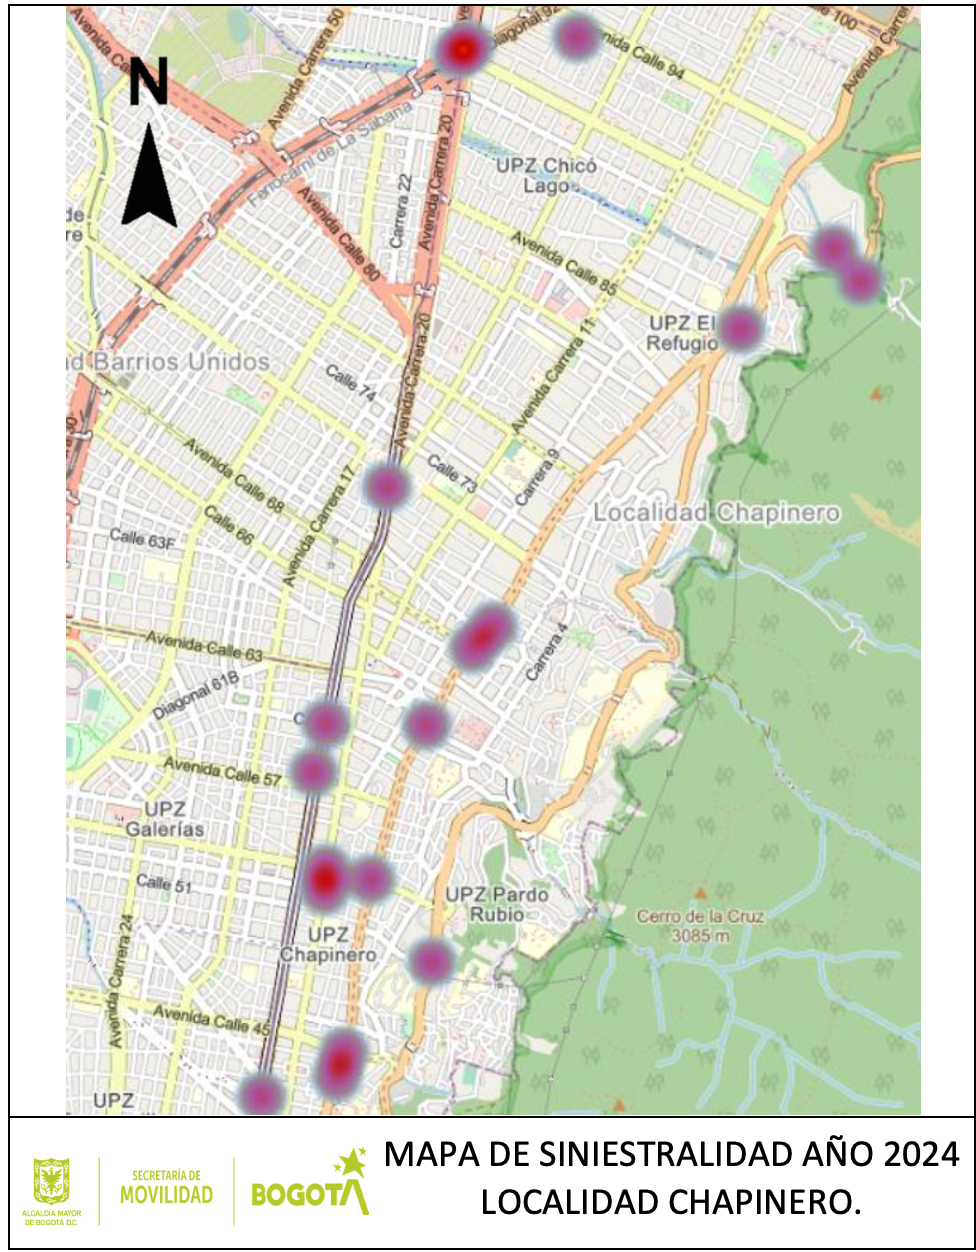 Avenida Carrera 50
Diagonal 92
Avenida Calle 94
N
Ferrocarril de La Sabana
Avenida Carrera 20
Carrera 22
UPZ Chicó
Lago
Avenida Calle 80
Avenida Calle 85
UPZ El
Refugio
Avenida Carrera 20
Avenida Carrera 11
ad Barrios Unidos
Calle 74
Avenida Calle 68
Avenida Carrera 17
Calle 73
Carrera 9
Localidad Chapinero
Calle 66
Calle 63F
Avenida Calle 63
Carrera 4
Diagonal 61B
C
Avenida Calle 57
UPZ
Galerías
Calle 51
UPZ Pardo
Rubio
Cerro de la Cruz
3085 m
UPZ
Chapinero
Avenida Carrera 24
Avenida Calle 45
UPZ
MAPA DE SINIESTRALIDAD AÑO 2024
LOCALIDAD CHAPINERO.
ALCALDÍA MAYOR
DE BOGOTÁ D.C.
SECRETARÍA DE
MOVILIDAD
BOGOTÁ